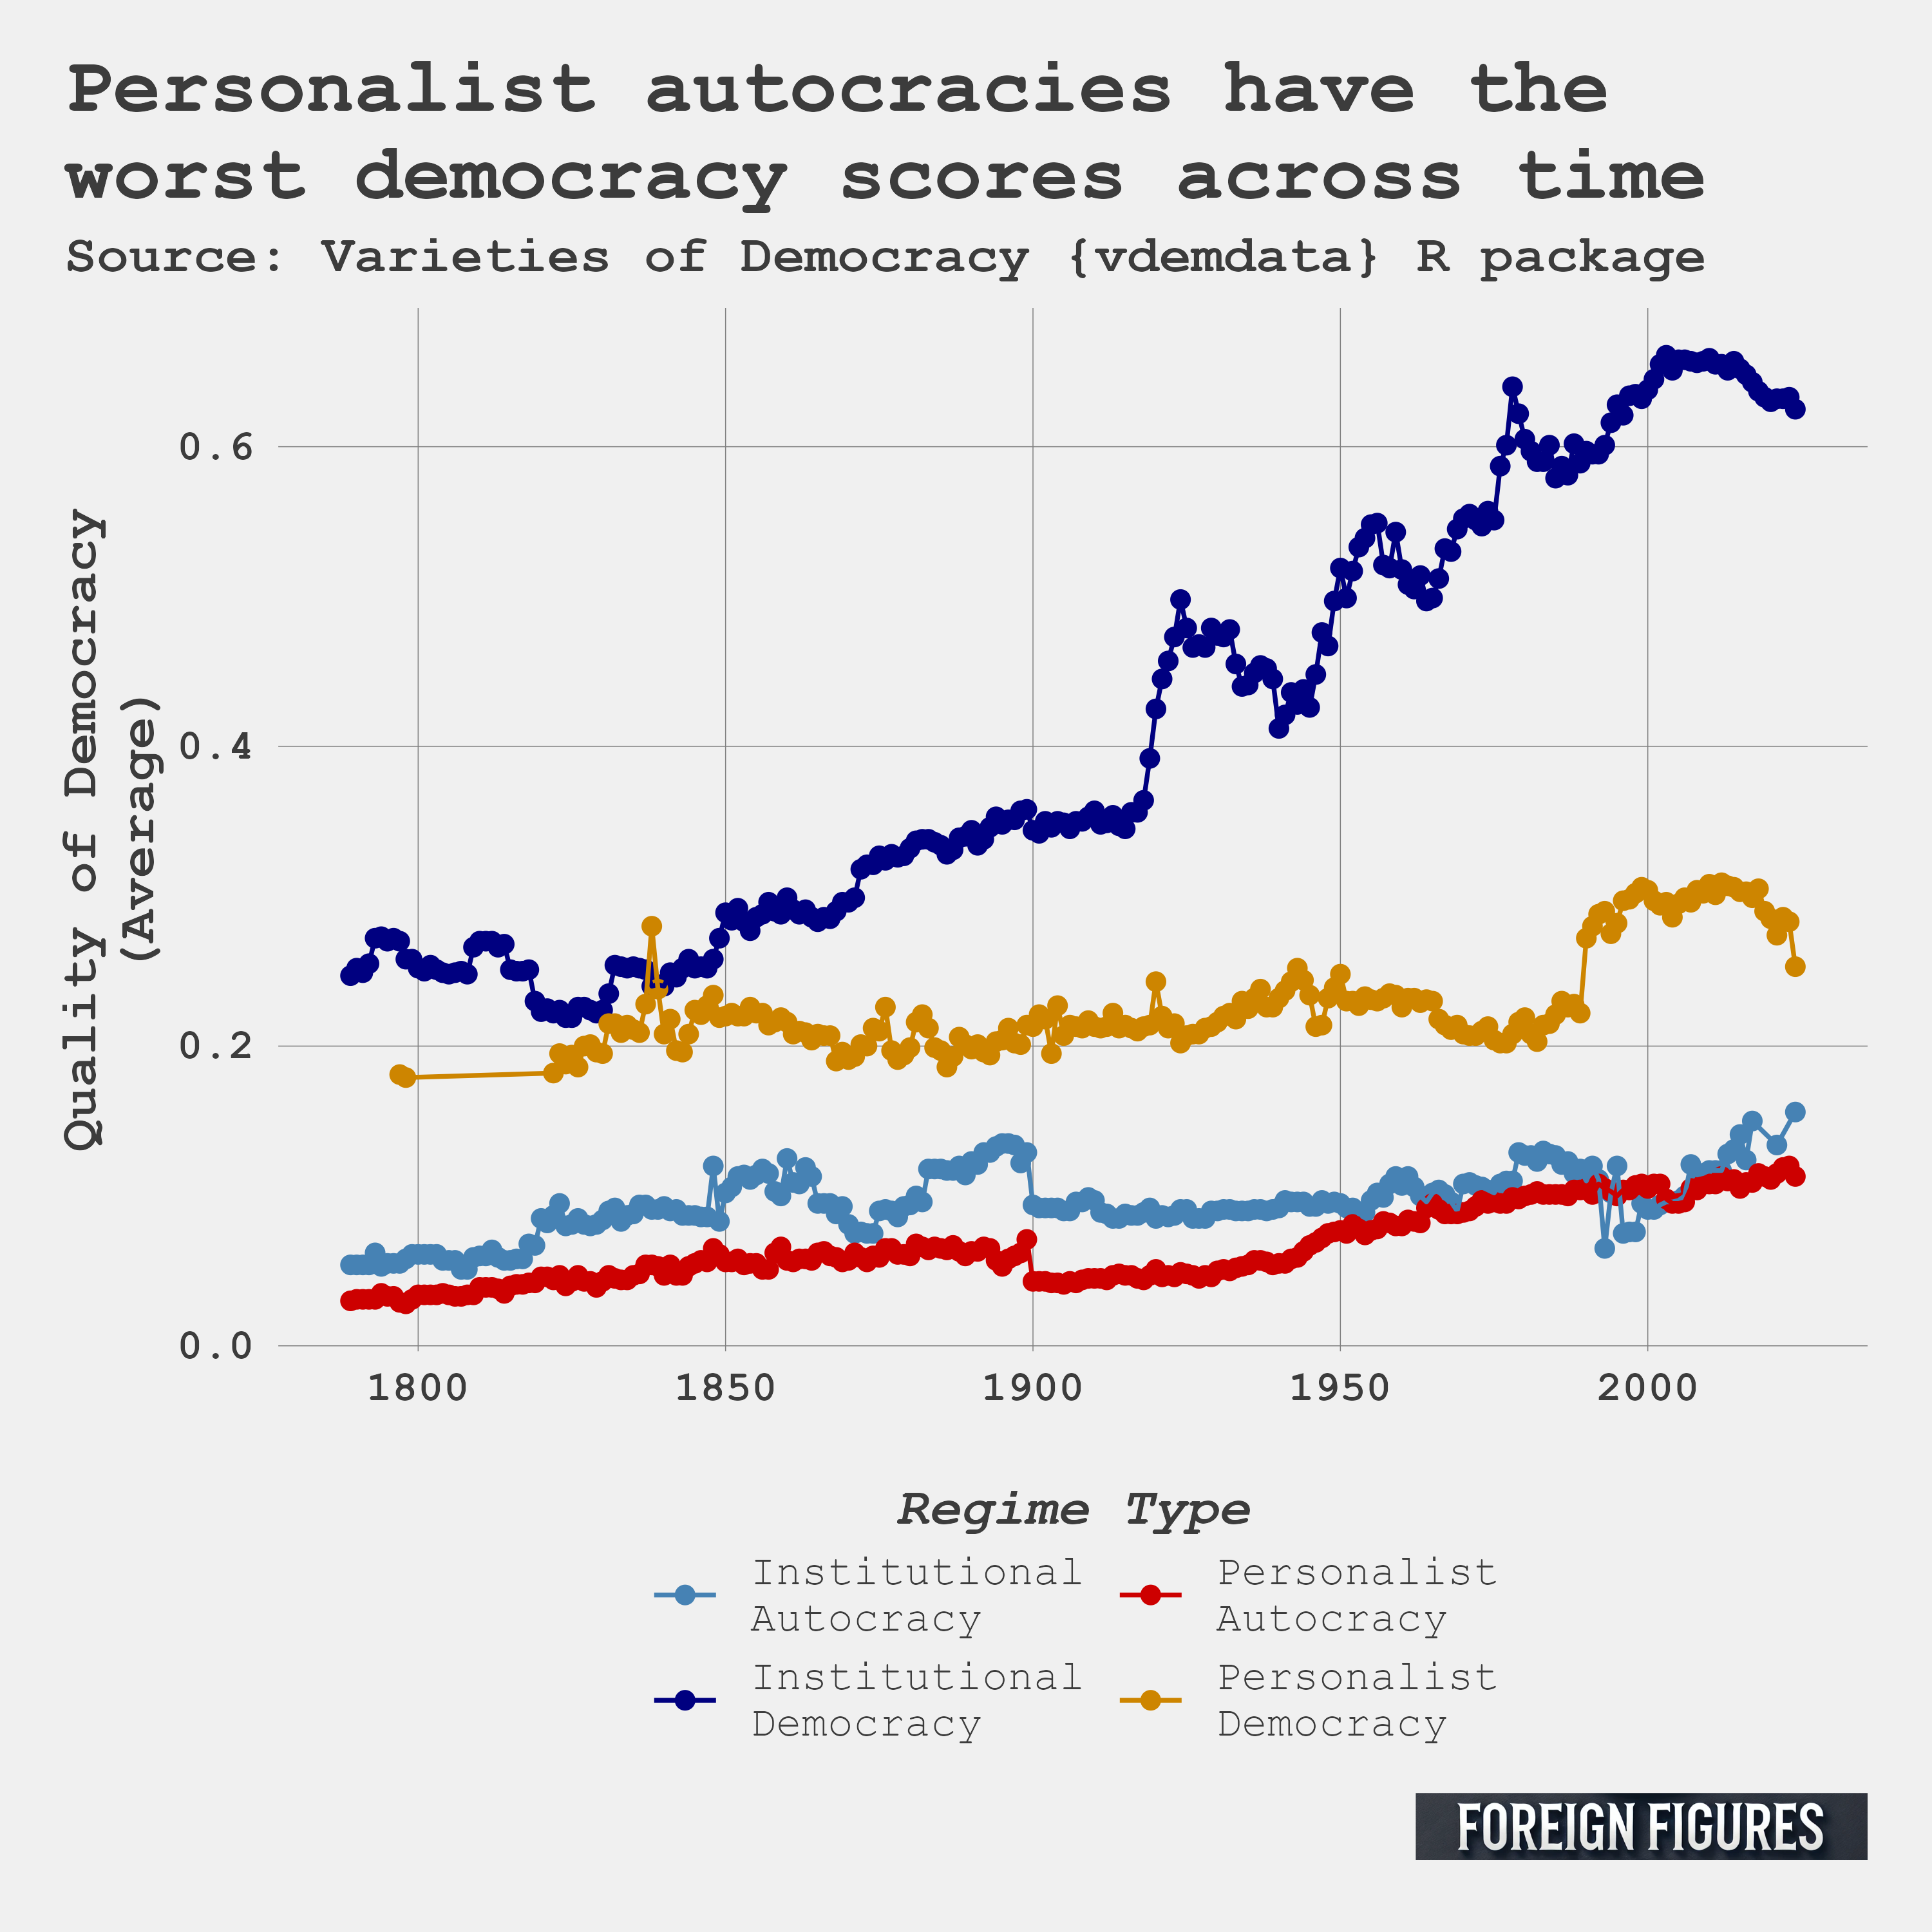 Personalist autocracies have the
worst democracy scores across time
Source: Varieties of Democracy {vdemdata} R package
Quality of Democracy
(Average)
0.6
0.4
0.2
0.0
1800 1850 1900 1950 2000
Regime Type
Institutional
Autocracy
Personalist
Autocracy
Institutional
Democracy
Personalist
Democracy
FOREIGN FIGURES